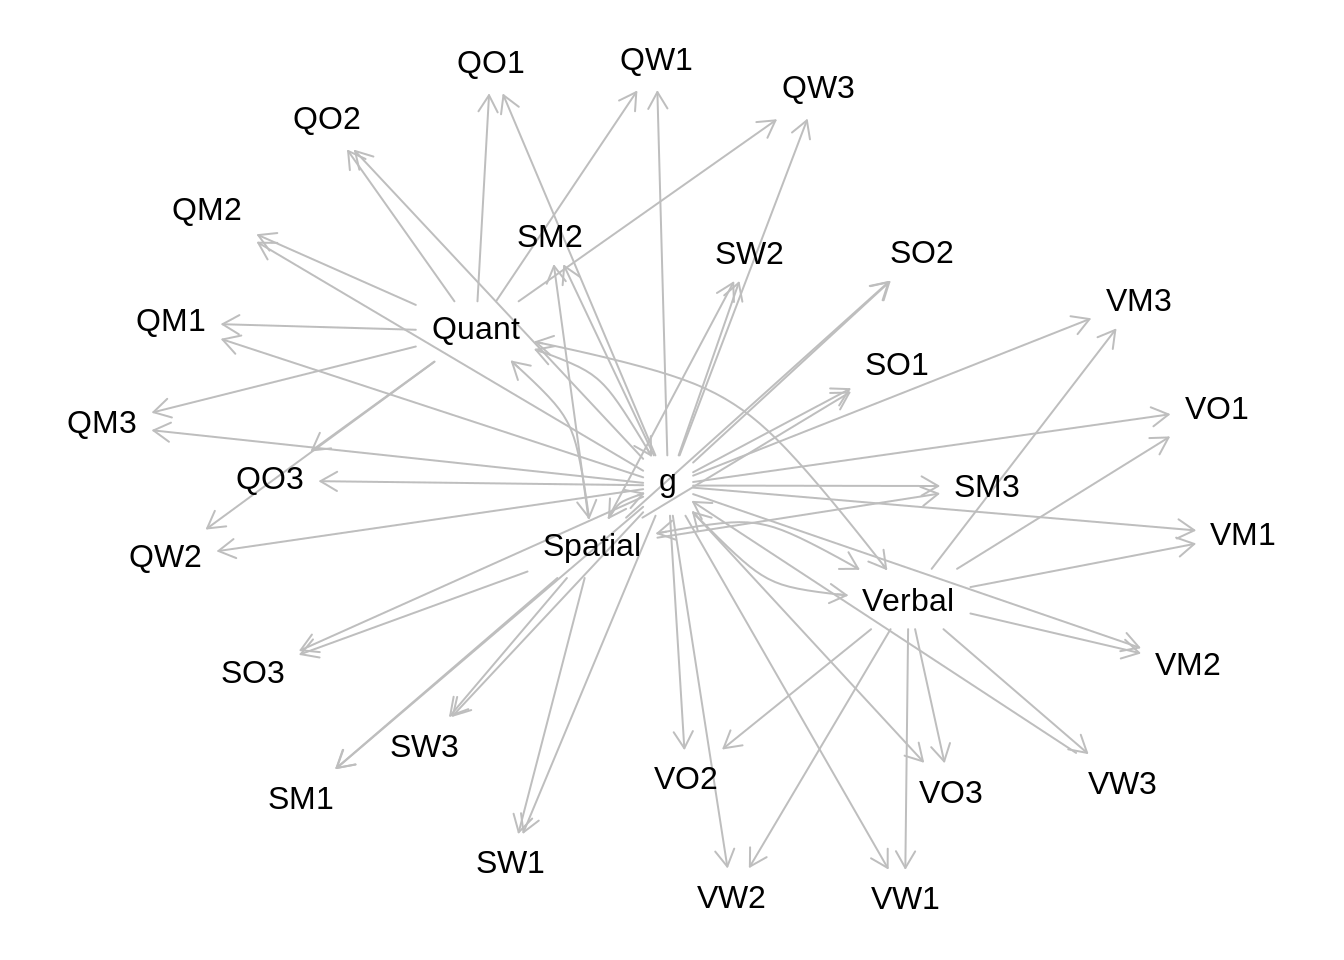 QW1
QO1
QW3
QO2
QM2
SM2
SW2
SO2
VM3
QM1
Quant
SO1
VO1
QM3
QO3
g
SM3
VM1
Spatial
QW2
Verbal
VM2
SO3
SW3
VO2
VW3
VO3
SM1
SW1
VW2
VW1